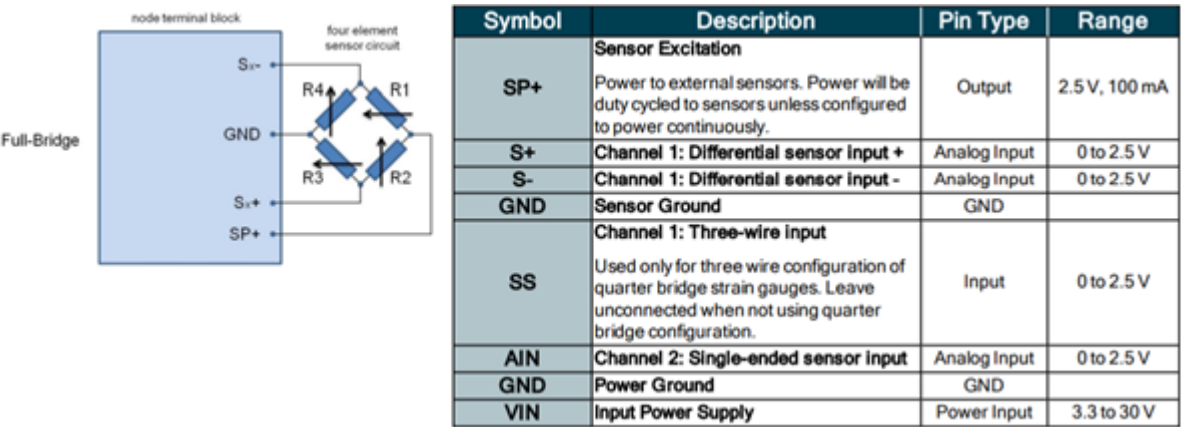 node terminal block
four element
sensor circuit
Sx-
R4
R1
Full-Bridge
GND
R3
R2
Sx+
SP+
Symbol Description Pin Type Range
Sensor Excitation
SP+ Power to external sensors. Power will be Output 2.5 V, 100 mA
duty cycled to sensors unless configured
to power continuously.
S+ Channel 1: Differential sensor input + Analog Input 0 to 2.5 V
S- Channel 1: Differential sensor input - Analog Input 0 to 2.5 V
GND Sensor Ground GND
Channel 1: Three-wire input
SS Used only for three wire configuration of Input 0 to 2.5 V
quarter bridge strain gauges. Leave
unconnected when not using quarter
bridge configuration.
AIN Channel 2: Single-ended sensor input Analog Input 0 to 2.5 V
GND Power Ground GND
VIN Input Power Supply Power Input 3.3 to 30 V